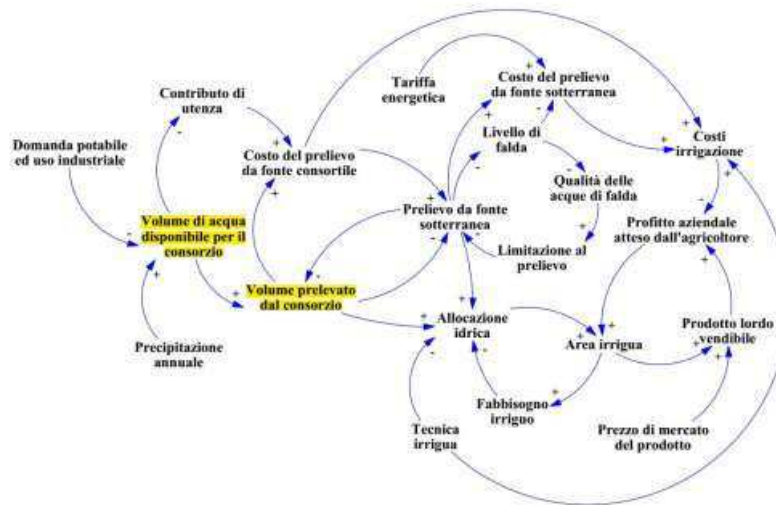 Tariffa
energetica
Costo del prelievo
da fonte sotterranea
Contributo di
utenza
Livello di
falda
Costi
irrigazione
Domanda potabile
ed uso industriale
Costo del prelievo
da fonte consortile
Qualità delle
acque di falda
Volume di acqua
disponibile per il
consorzio
Prelievo da fonte
sotterranea
Profitto aziendale
atteso dall'agricoltore
Limitazione al
prelievo
Volume prelevato
dal consorzio
Allocazione
idrica
Area irrigua
Prodotto lordo
vendibile
Precipitazione
annuale
Fabbisogno
irriguo
Tecnica
irrigua
Prezzo di mercato
del prodotto